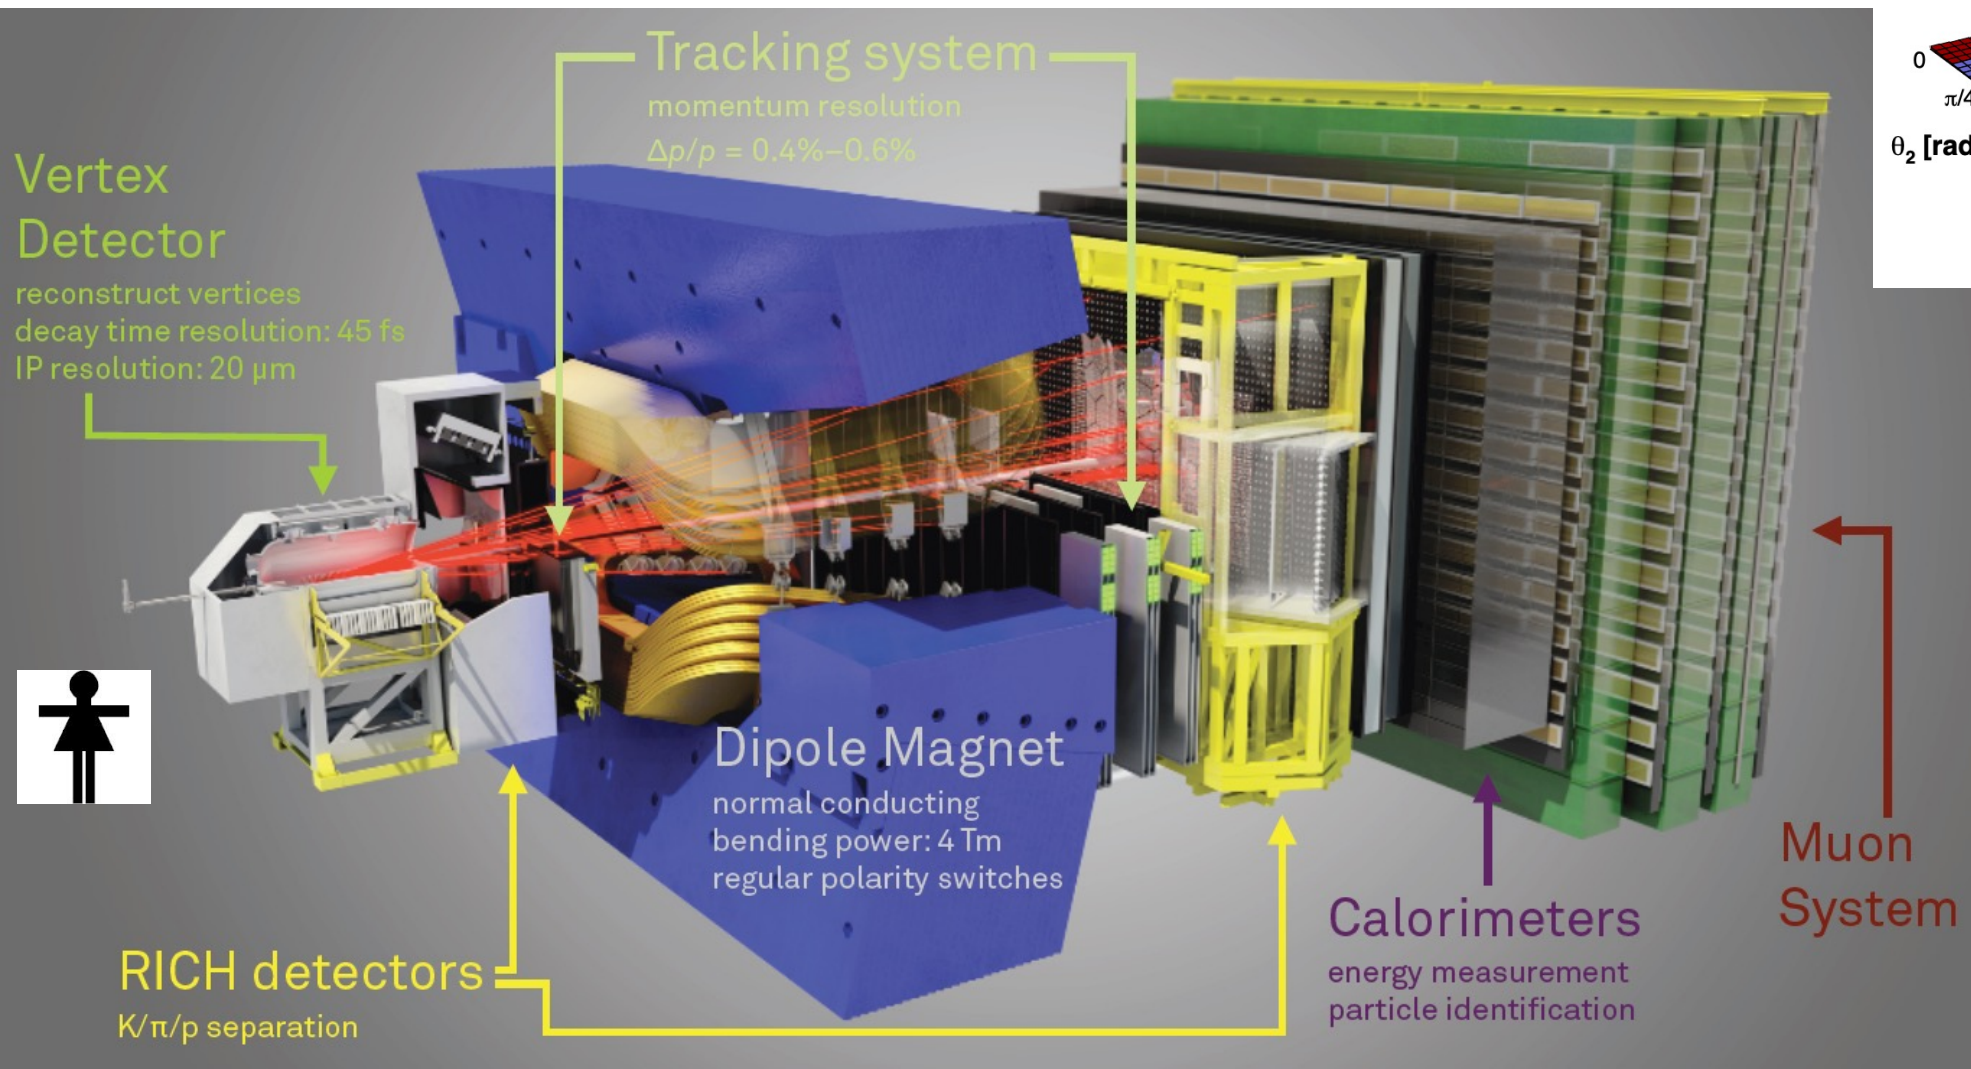 Tracking system
momentum resolution
Δp/p = 0.4%–0.6%
Vertex
Detector
reconstruct vertices
decay time resolution: 45 fs
IP resolution: 20 μm
Dipole Magnet
normal conducting
bending power: 4 Tm
regular polarity switches
RICH detectors
K/π/p separation
Calorimeters
energy measurement
particle identification
Muon
System
0
π/4
θ₂ [rad